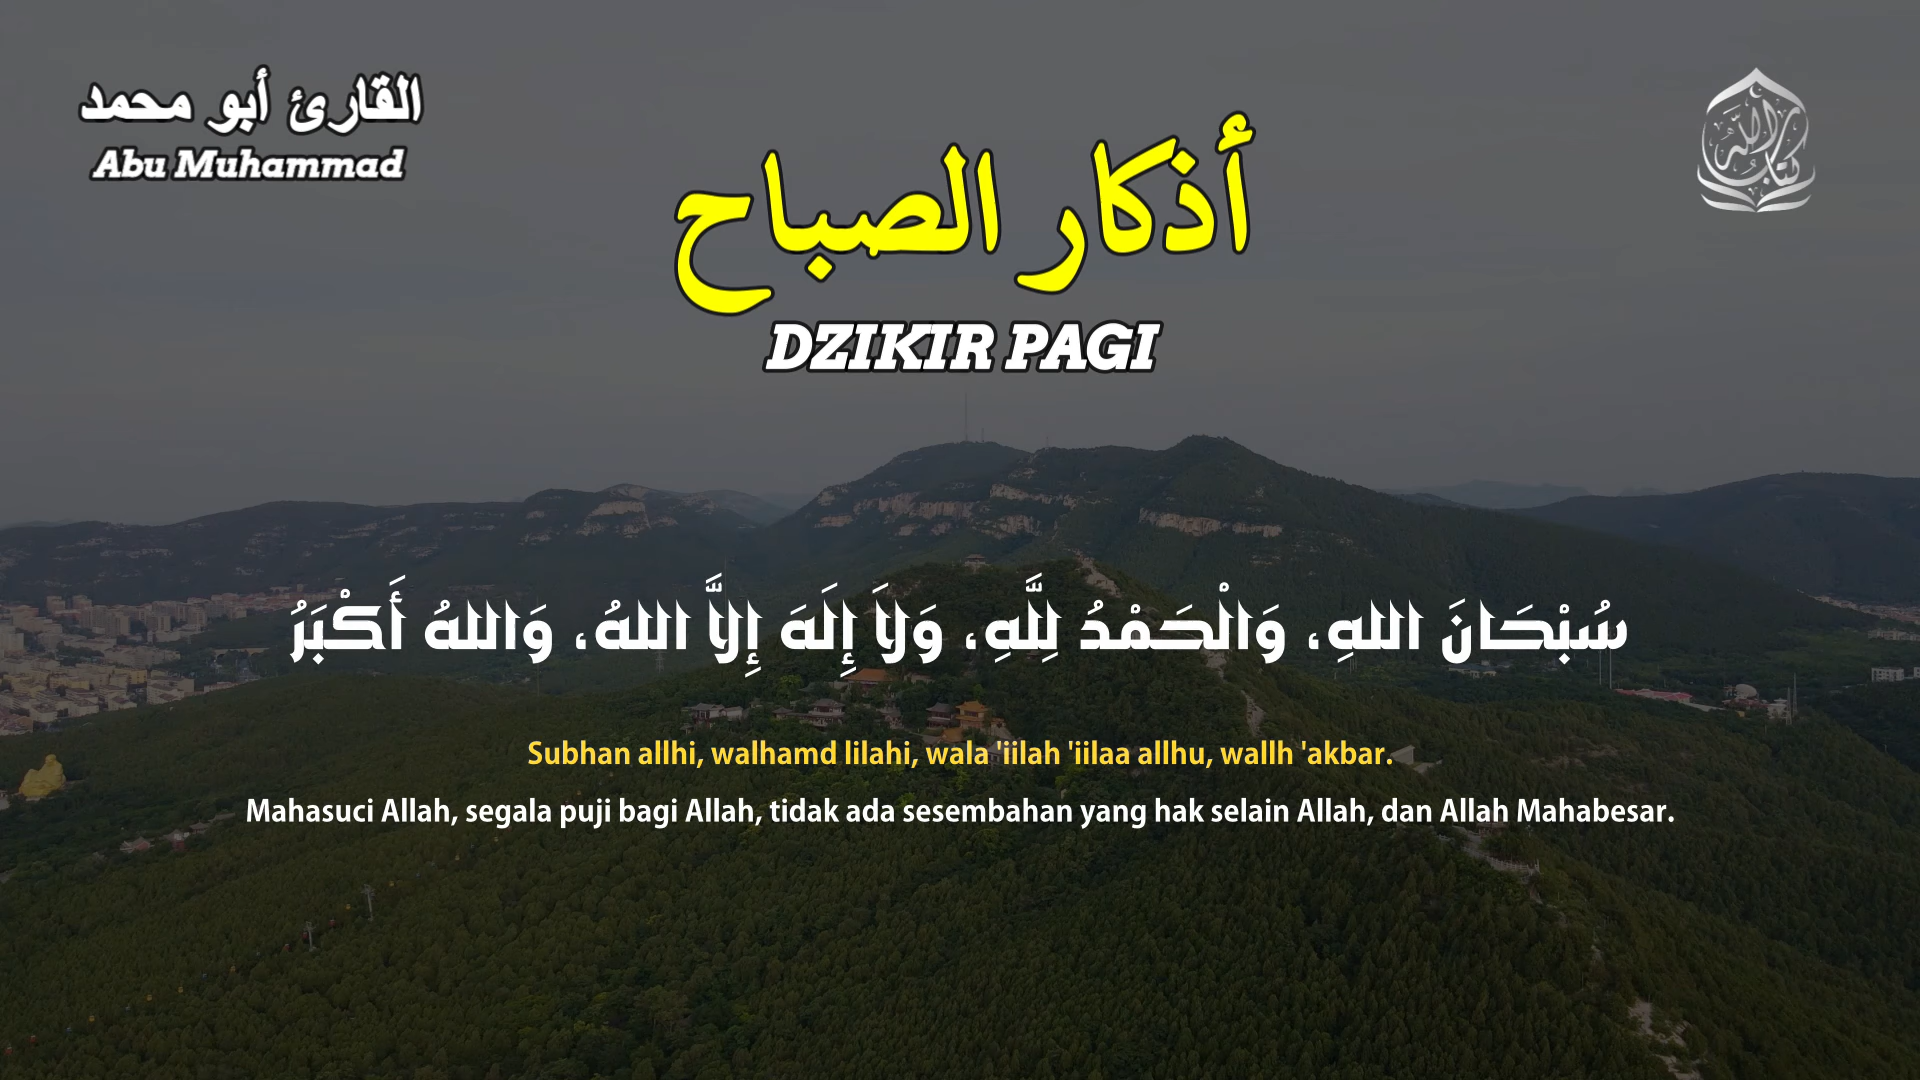 القارئ أبو محمد
Abu Muhammad
كتاب الله
أذكار الصباح
DZIKIR PAGI
سُبْحَانَ اللهِ، وَالْحَمْدُ لِلَّهِ، وَلاَ إِلَهَ إِلاَّ اللهُ، وَاللهُ أَكْبَرُ
Subhan allhi, walhamd lilahi, wala 'iilah 'iilaa allhu, wallh 'akbar.
Mahasuci Allah, segala puji bagi Allah, tidak ada sesembahan yang hak selain Allah, dan Allah Mahabesar.